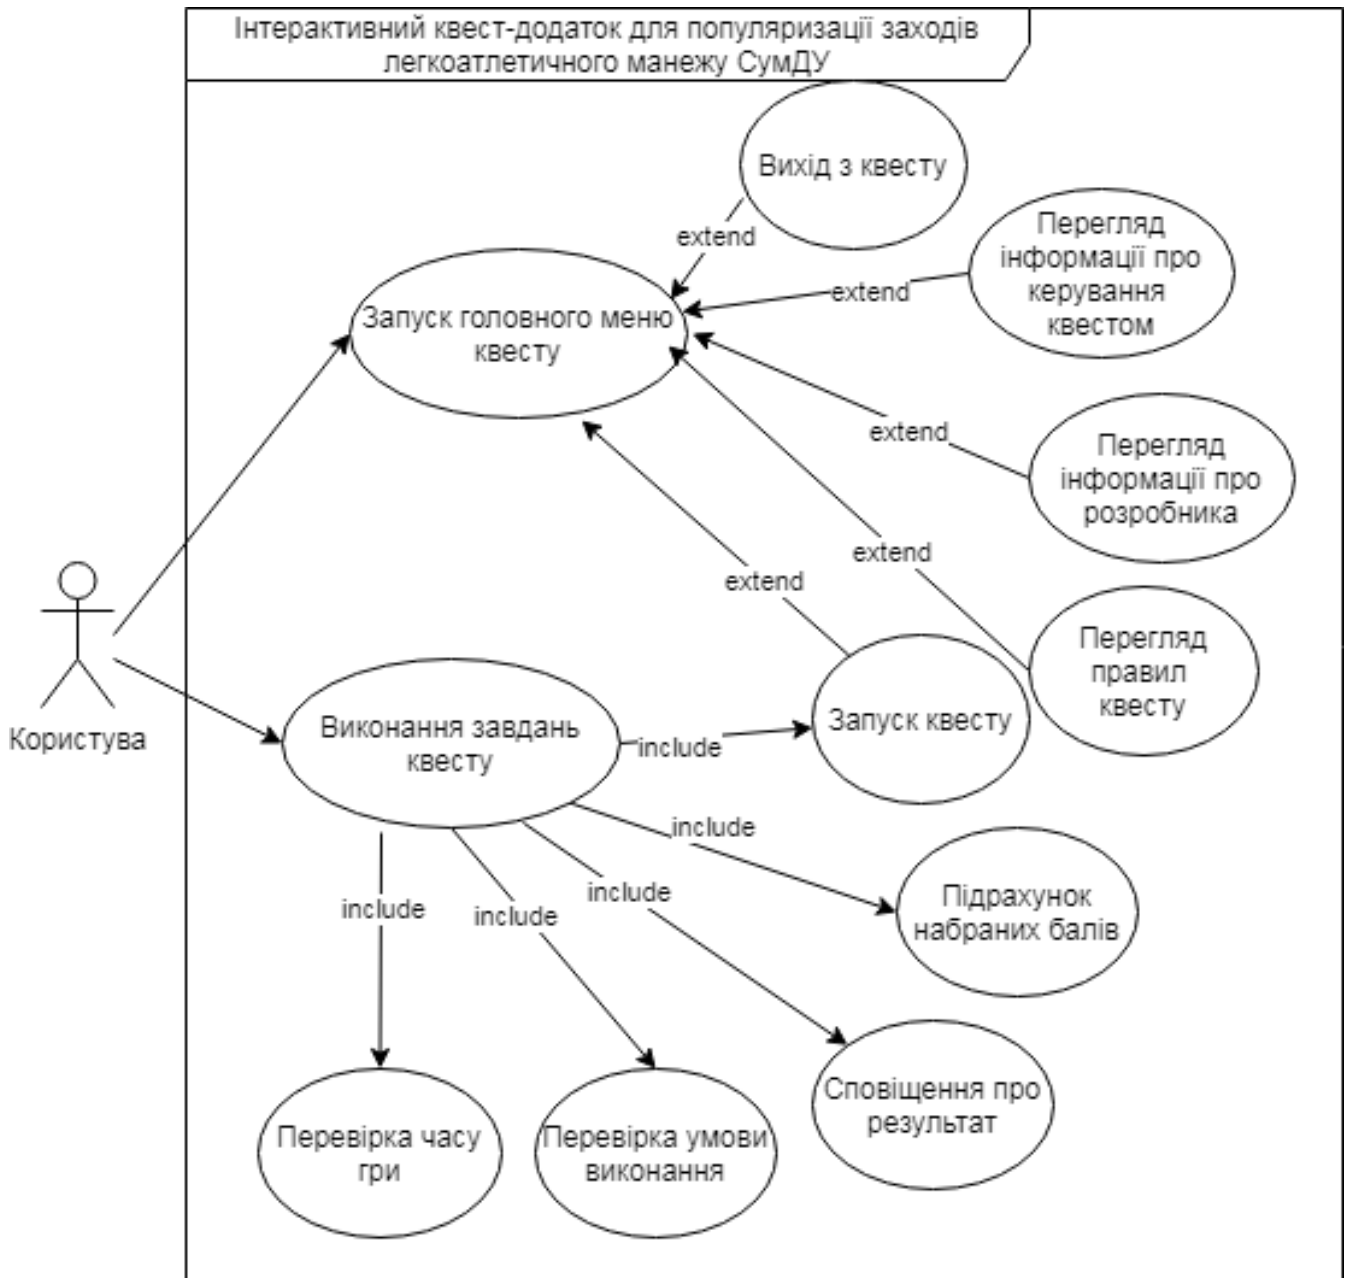 Інтерактивний квест-додаток для популяризації заходів
легкоатлетичного манежу СумДУ
Вихід з квесту
extend
Перегляд
інформації про
керування
квестом
extend
Запуск головного меню
квесту
extend
Перегляд
інформації про
розробника
extend
extend
Перегляд
правил
квесту
Запуск квесту
Користува
Виконання завдань
квесту
include
include
include
include
include
Підрахунок
набраних балів
Сповіщення про
результат
Перевірка часу
гри
Перевірка умови
виконання